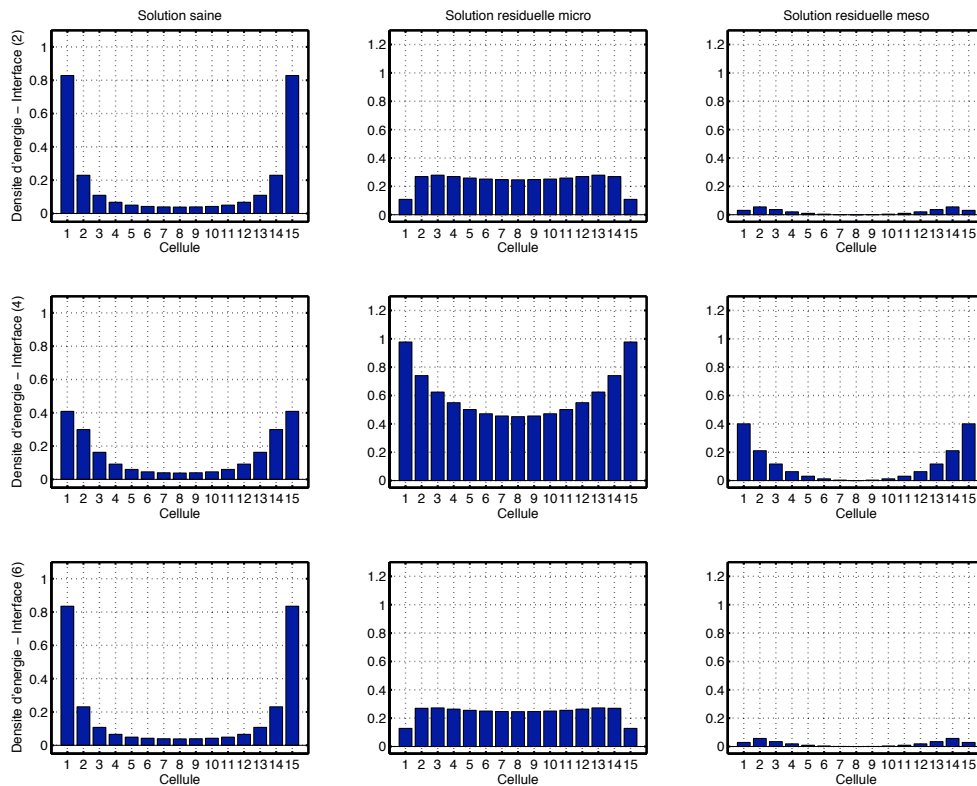 Solution saine
Solution residuelle micro
Solution residuelle meso
Densite d'energie − Interface (2)
1
0.8
0.6
0.4
0.2
0
1 2 3 4 5 6 7 8 9 10 11 12 13 14 15
Cellule
1.2
1
0.8
0.6
0.4
0.2
0
1 2 3 4 5 6 7 8 9 10 11 12 13 14 15
Cellule
1.2
1
0.8
0.6
0.4
0.2
0
1 2 3 4 5 6 7 8 9 10 11 12 13 14 15
Cellule
Densite d'energie − Interface (4)
1
0.8
0.6
0.4
0.2
0
1 2 3 4 5 6 7 8 9 10 11 12 13 14 15
Cellule
1.2
1
0.8
0.6
0.4
0.2
0
1 2 3 4 5 6 7 8 9 10 11 12 13 14 15
Cellule
1.2
1
0.8
0.6
0.4
0.2
0
1 2 3 4 5 6 7 8 9 10 11 12 13 14 15
Cellule
Densite d'energie − Interface (6)
1
0.8
0.6
0.4
0.2
0
1 2 3 4 5 6 7 8 9 10 11 12 13 14 15
Cellule
1.2
1
0.8
0.6
0.4
0.2
0
1 2 3 4 5 6 7 8 9 10 11 12 13 14 15
Cellule
1.2
1
0.8
0.6
0.4
0.2
0
1 2 3 4 5 6 7 8 9 10 11 12 13 14 15
Cellule